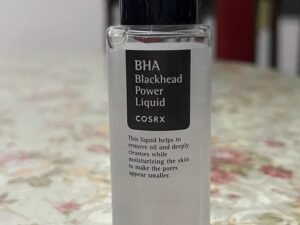 BHA
Blackhead
Power
Liquid
COSRX
This liquid helps to
remove oil and deeply
cleanses while
moisturizing the skin
to make the pores
appear smaller.